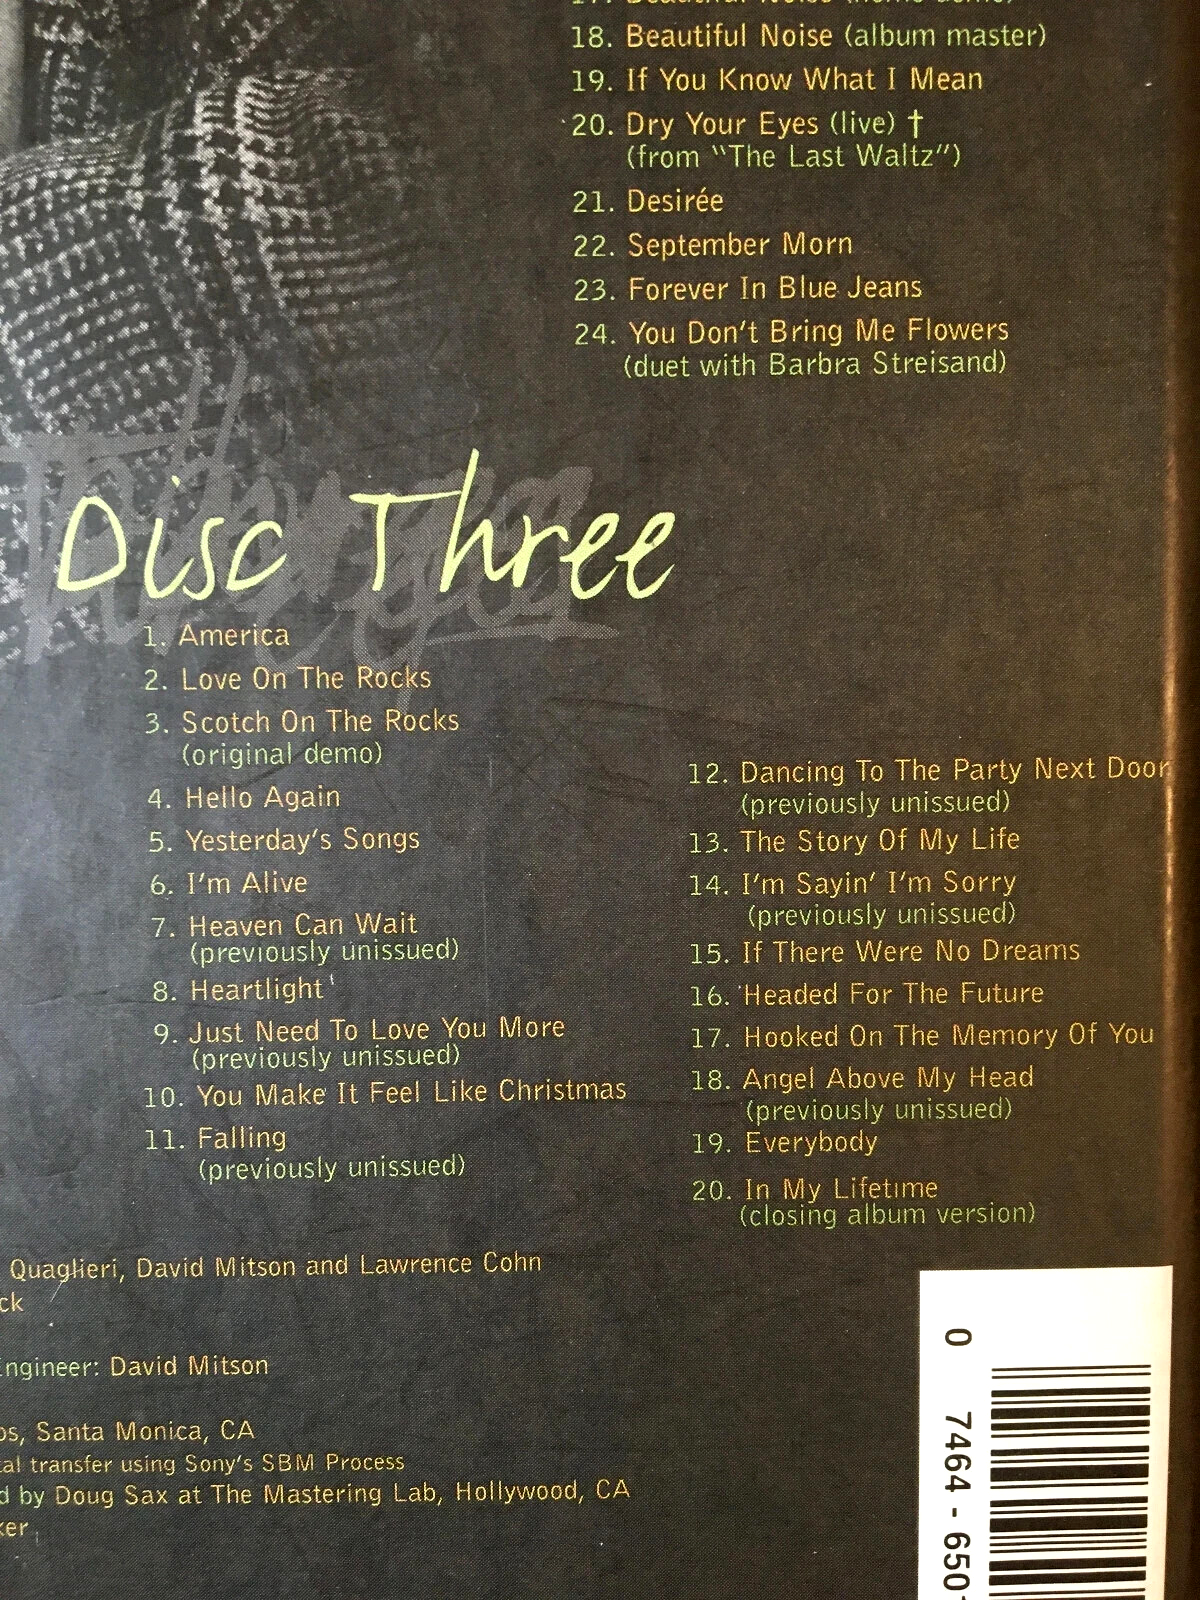 18. Beautiful Noise (album master)
19. If You Know What I Mean
20. Dry Your Eyes (live) †
(from "The Last Waltz")
21. Desirée
22. September Morn
23. Forever In Blue Jeans
24. You Don't Bring Me Flowers
(duet with Barbra Streisand)
Disc Three
1. America
2. Love On The Rocks
3. Scotch On The Rocks
(original demo)
4. Hello Again
5. Yesterday's Songs
6. I'm Alive
7. Heaven Can Wait
(previously unissued)
8. Heartlight
9. Just Need To Love You More
(previously unissued)
10. You Make It Feel Like Christmas
11. Falling
(previously unissued)
12. Dancing To The Party Next Door
(previously unissued)
13. The Story Of My Life
14. I'm Sayin' I'm Sorry
(previously unissued)
15. If There Were No Dreams
16. Headed For The Future
17. Hooked On The Memory Of You
18. Angel Above My Head
(previously unissued)
19. Everybody
20. In My Lifetime
(closing album version)
Quaglieri, David Mitson and Lawrence Cohn
ck
ngineer: David Mitson
os, Santa Monica, CA
tal transfer using Sony's SBM Process
d by Doug Sax at The Mastering Lab, Hollywood, CA
ker
0 7464 - 650